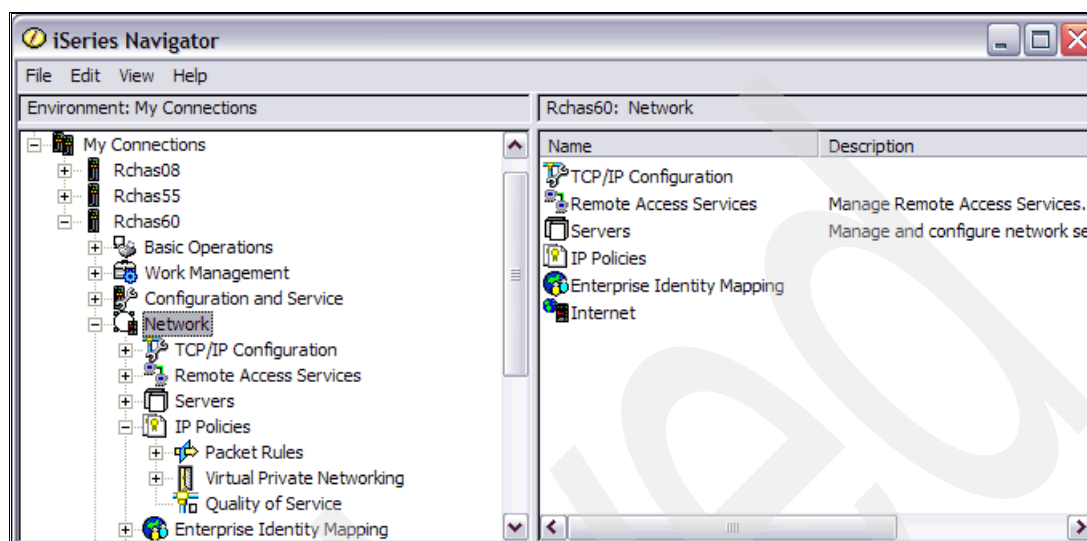 iSeries Navigator
File Edit View Help
Environment: My Connections
Rchas60: Network
My Connections
Rchas08
Rchas55
Rchas60
Basic Operations
Work Management
Configuration and Service
Network
TCP/IP Configuration
Remote Access Services
Servers
IP Policies
Packet Rules
Virtual Private Networking
Quality of Service
Enterprise Identity Mapping
Name Description
TCP/IP Configuration
Remote Access Services Manage Remote Access Services.
Servers Manage and configure network se
IP Policies
Enterprise Identity Mapping
Internet